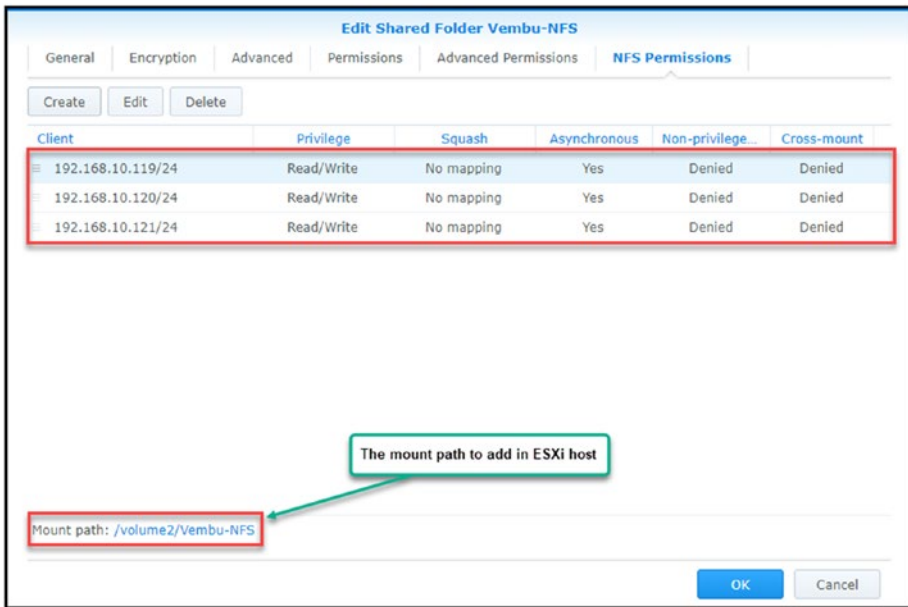 Edit Shared Folder Vembu-NFS
General Encryption Advanced Permissions Advanced Permissions NFS Permissions
Create Edit Delete
Client Privilege Squash Asynchronous Non-privilege... Cross-mount
192.168.10.119/24 Read/Write No mapping Yes Denied Denied
192.168.10.120/24 Read/Write No mapping Yes Denied Denied
192.168.10.121/24 Read/Write No mapping Yes Denied Denied
The mount path to add in ESXi host
Mount path: /volume2/Vembu-NFS
OK Cancel